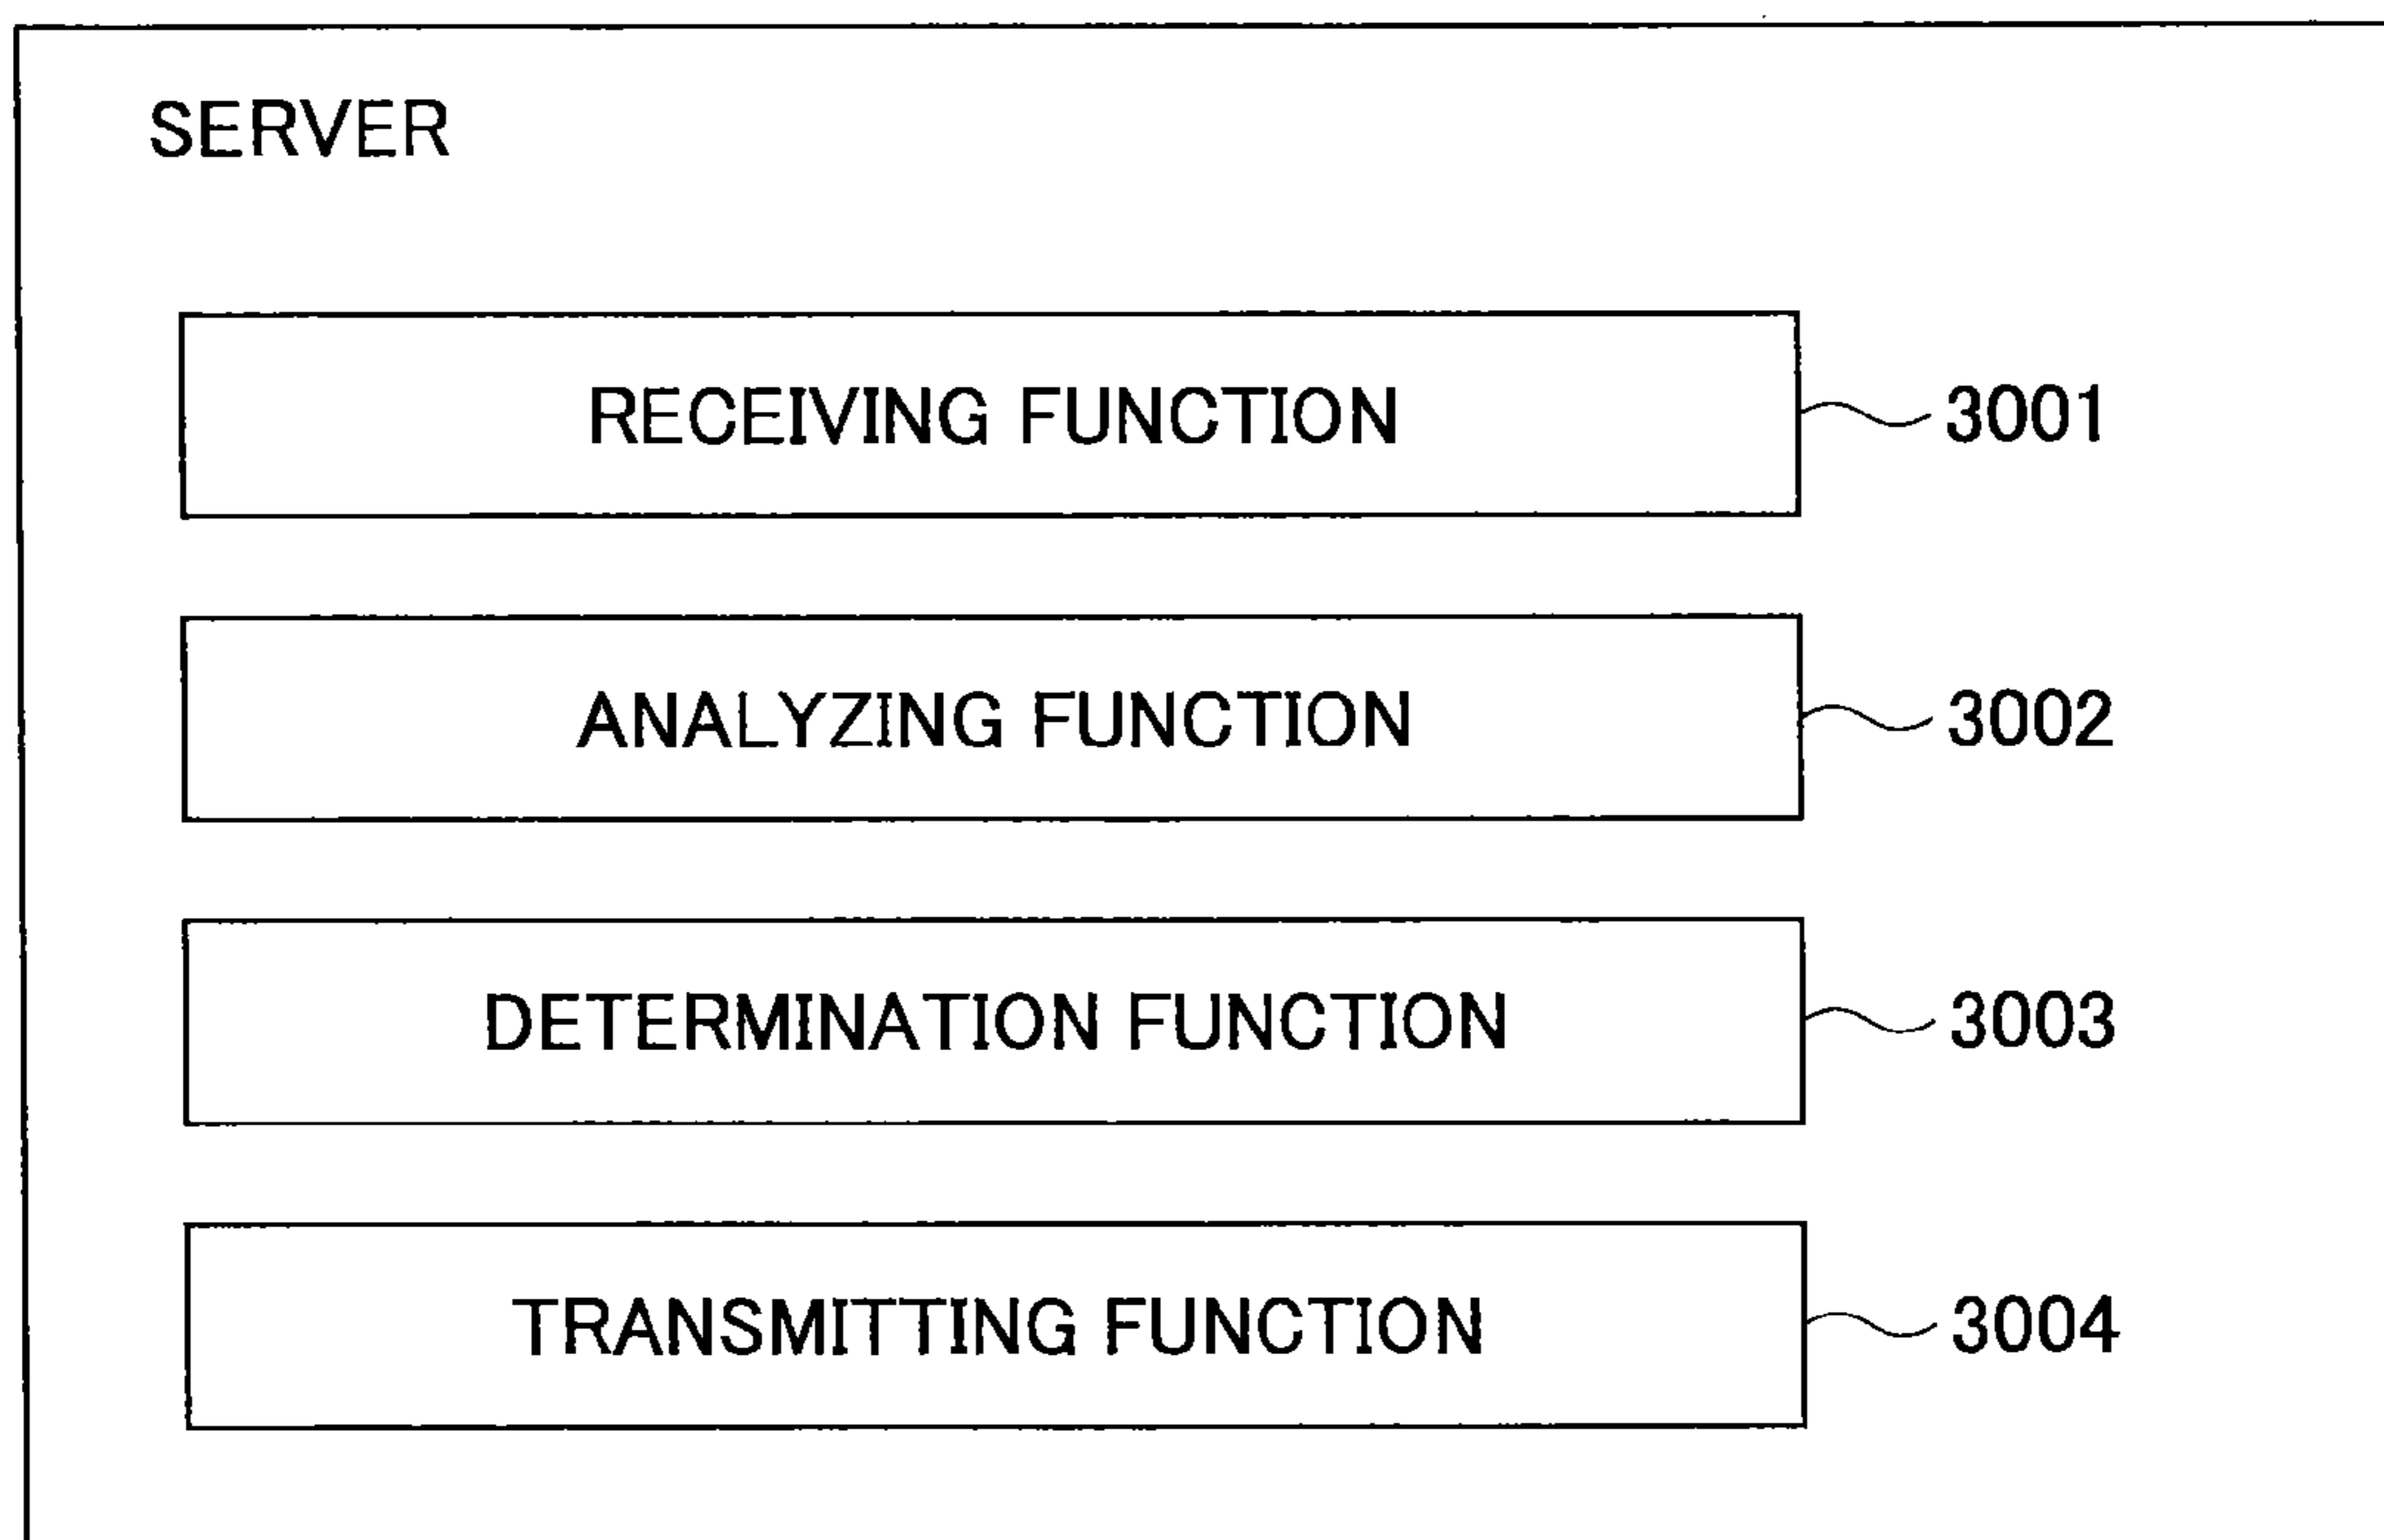 SERVER
RECEIVING FUNCTION 3001
ANALYZING FUNCTION 3002
DETERMINATION FUNCTION 3003
TRANSMITTING FUNCTION 3004